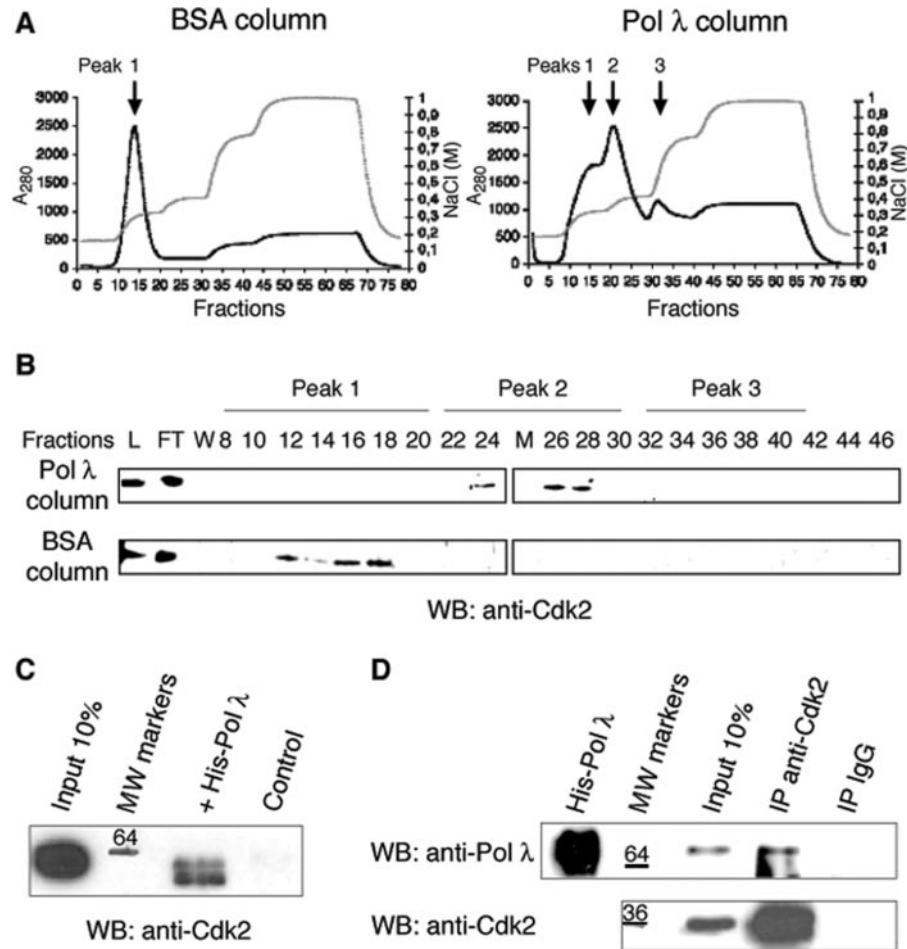 A
BSA column
Pol λ column
Peak 1
Peaks 1 2 3
3000
2500
2000
1500
1000
500
0
A280
1
0,9
0,8
0,7
0,6
0,5
0,4
0,3
0,2
0,1
0
NaCl (M)
0 5 10 15 20 25 30 35 40 45 50 55 60 65 70 75 80
Fractions
3000
2500
2000
1500
1000
500
0
A280
1
0,9
0,8
0,7
0,6
0,5
0,4
0,3
0,2
0,1
0
NaCl (M)
0 5 10 15 20 25 30 35 40 45 50 55 60 65 70 75 80
Fractions
B
Peak 1 Peak 2 Peak 3
Fractions L FT W 8 10 12 14 16 18 20 22 24 M 26 28 30 32 34 36 38 40 42 44 46
Pol λ
column
BSA
column
WB: anti-Cdk2
C
Input 10%
MW markers
+ His-Pol λ
Control
64
WB: anti-Cdk2
D
His-Pol λ
MW markers
Input 10%
IP anti-Cdk2
IP IgG
WB: anti-Pol λ
64
WB: anti-Cdk2
36